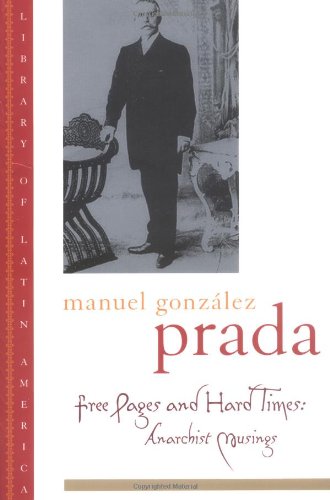 LIBRARY OF LATIN AMERICA
manuel gonzález
prada
Free Pages and Hard Times:
Anarchist Musings